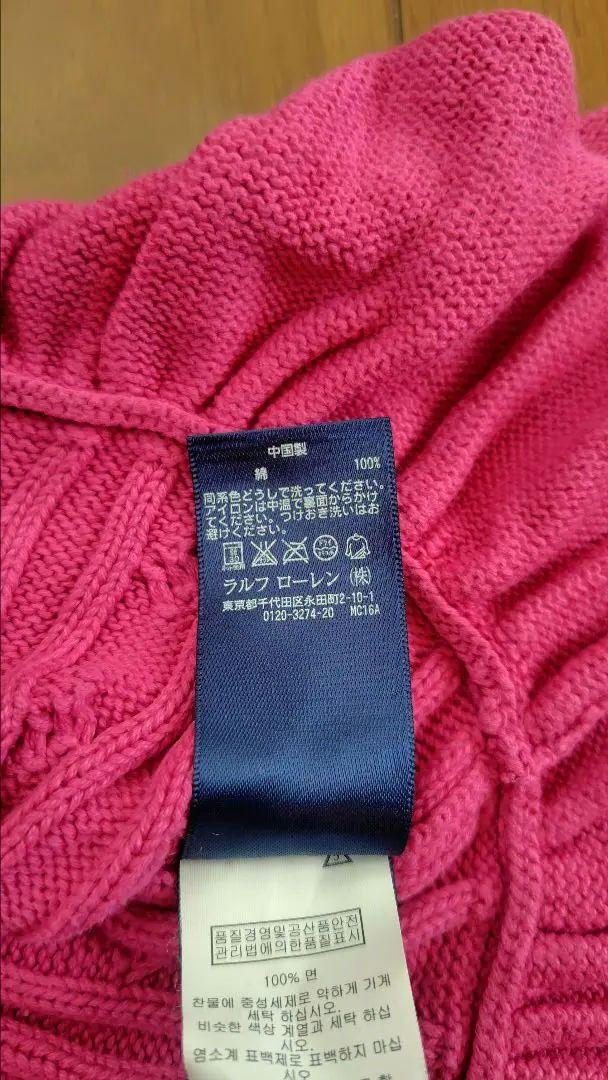 中国製
綿 100%
同系色どうしで洗ってください。
アイロンは中温で裏面からかけ
てください。つけおき洗いはお
避けください。
ラルフ ローレン（株）
東京都千代田区永田町2-10-1
0120-3274-20 MC16A
품질경영및공산품안전
관리법에의한품질표시
100% 면
찬물에 중성세제로 약하게 기계
세탁 하십시오.
비슷한 색상 계열과 세탁 하십
시오.
염소계 표백제로 표백하지 마십
시오